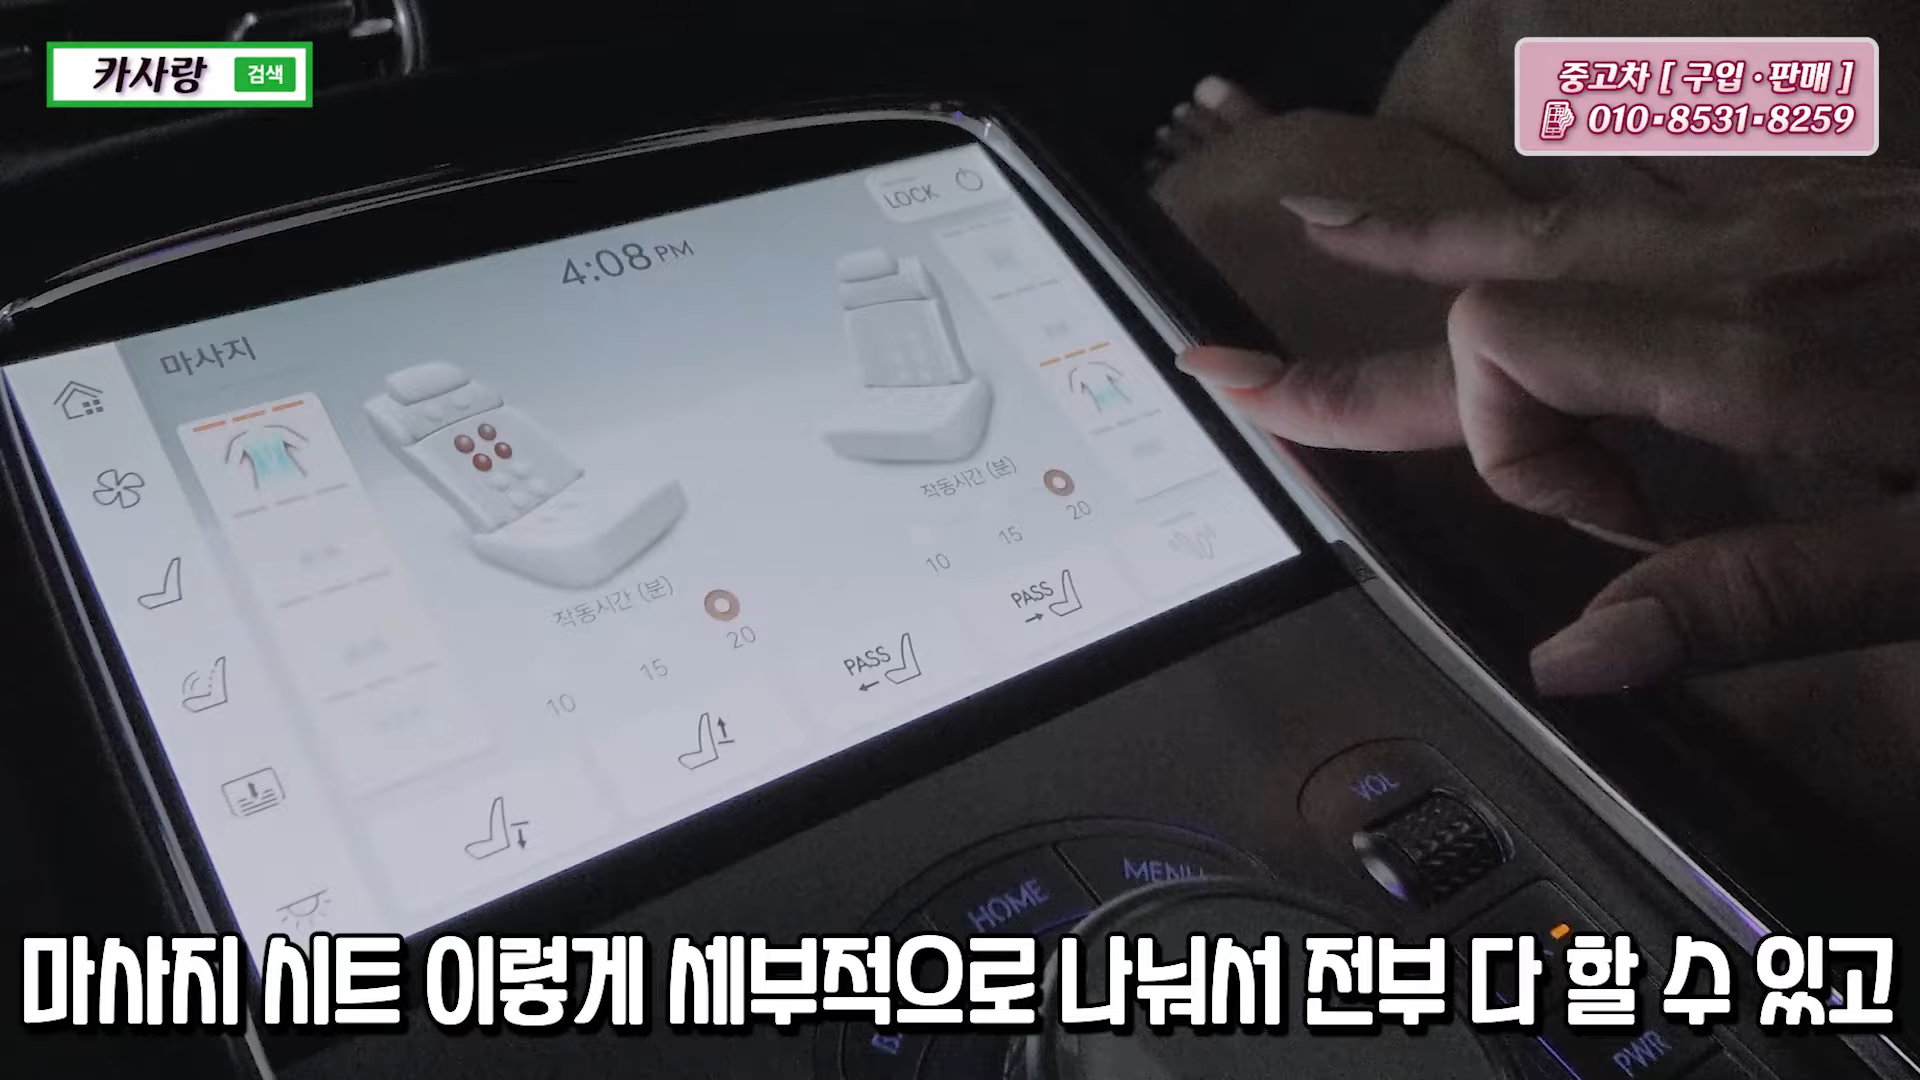 카사랑 검색
중고차 [ 구입·판매 ]
010·8531·8259
LOCK
4:08 PM
마사지
작동시간 (분)
10 15 20
작동시간 (분)
10 15 20
PASS
PASS
VOL
HOME
MENU
PWR
마사지 시트 이렇게 세부적으로 나눠서 전부 다 할 수 있고